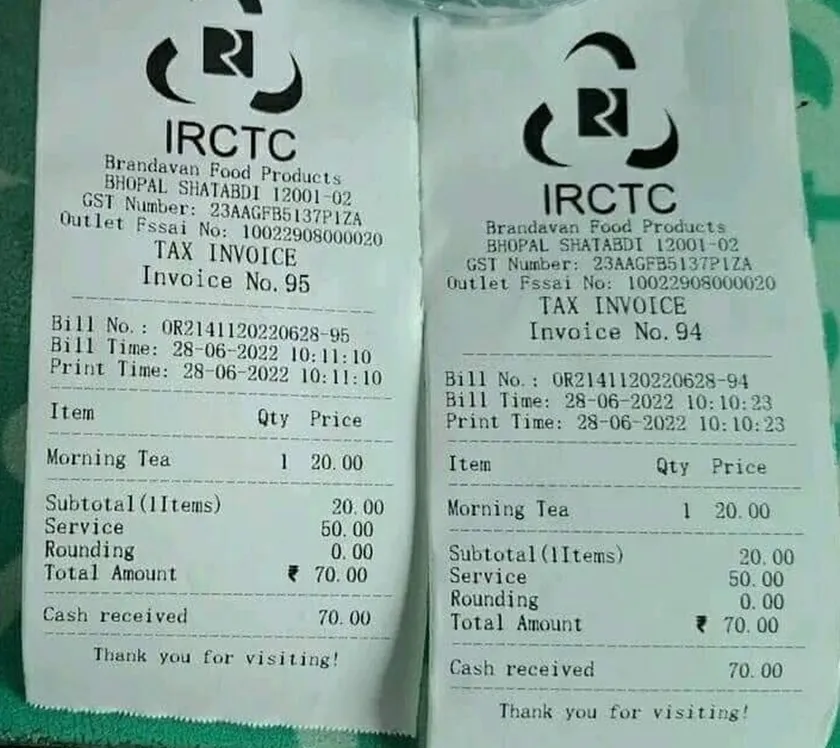 IRCTC
Brandavan Food Products
BHOPAL SHATABDI 12001-02
GST Number: 23AAGFB5137P1ZA
Outlet Fssai No: 10022908000020
TAX INVOICE
Invoice No. 95
Bill No.: OR2141120220628-95
Bill Time: 28-06-2022 10:11:10
Print Time: 28-06-2022 10:11:10
Item Qty Price
Morning Tea 1 20.00
Subtotal(1Items) 20.00
Service 50.00
Rounding 0.00
Total Amount ₹ 70.00
Cash received 70.00
Thank you for visiting!
IRCTC
Brandavan Food Products
BHOPAL SHATABDI 12001-02
GST Number: 23AAGFB5137P1ZA
Outlet Fssai No: 10022908000020
TAX INVOICE
Invoice No. 94
Bill No.: OR2141120220628-94
Bill Time: 28-06-2022 10:10:23
Print Time: 28-06-2022 10:10:23
Item Qty Price
Morning Tea 1 20.00
Subtotal(1Items) 20.00
Service 50.00
Rounding 0.00
Total Amount ₹ 70.00
Cash received 70.00
Thank you for visiting!